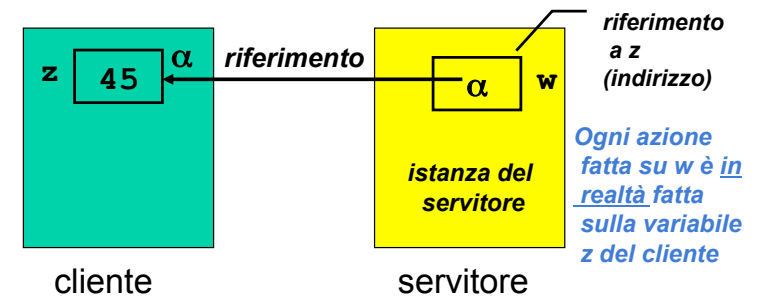 z 45 α riferimento
α w
istanza del
servitore
riferimento
a z
(indirizzo)
Ogni azione
fatta su w è in
realtà fatta
sulla variabile
z del cliente
cliente
servitore